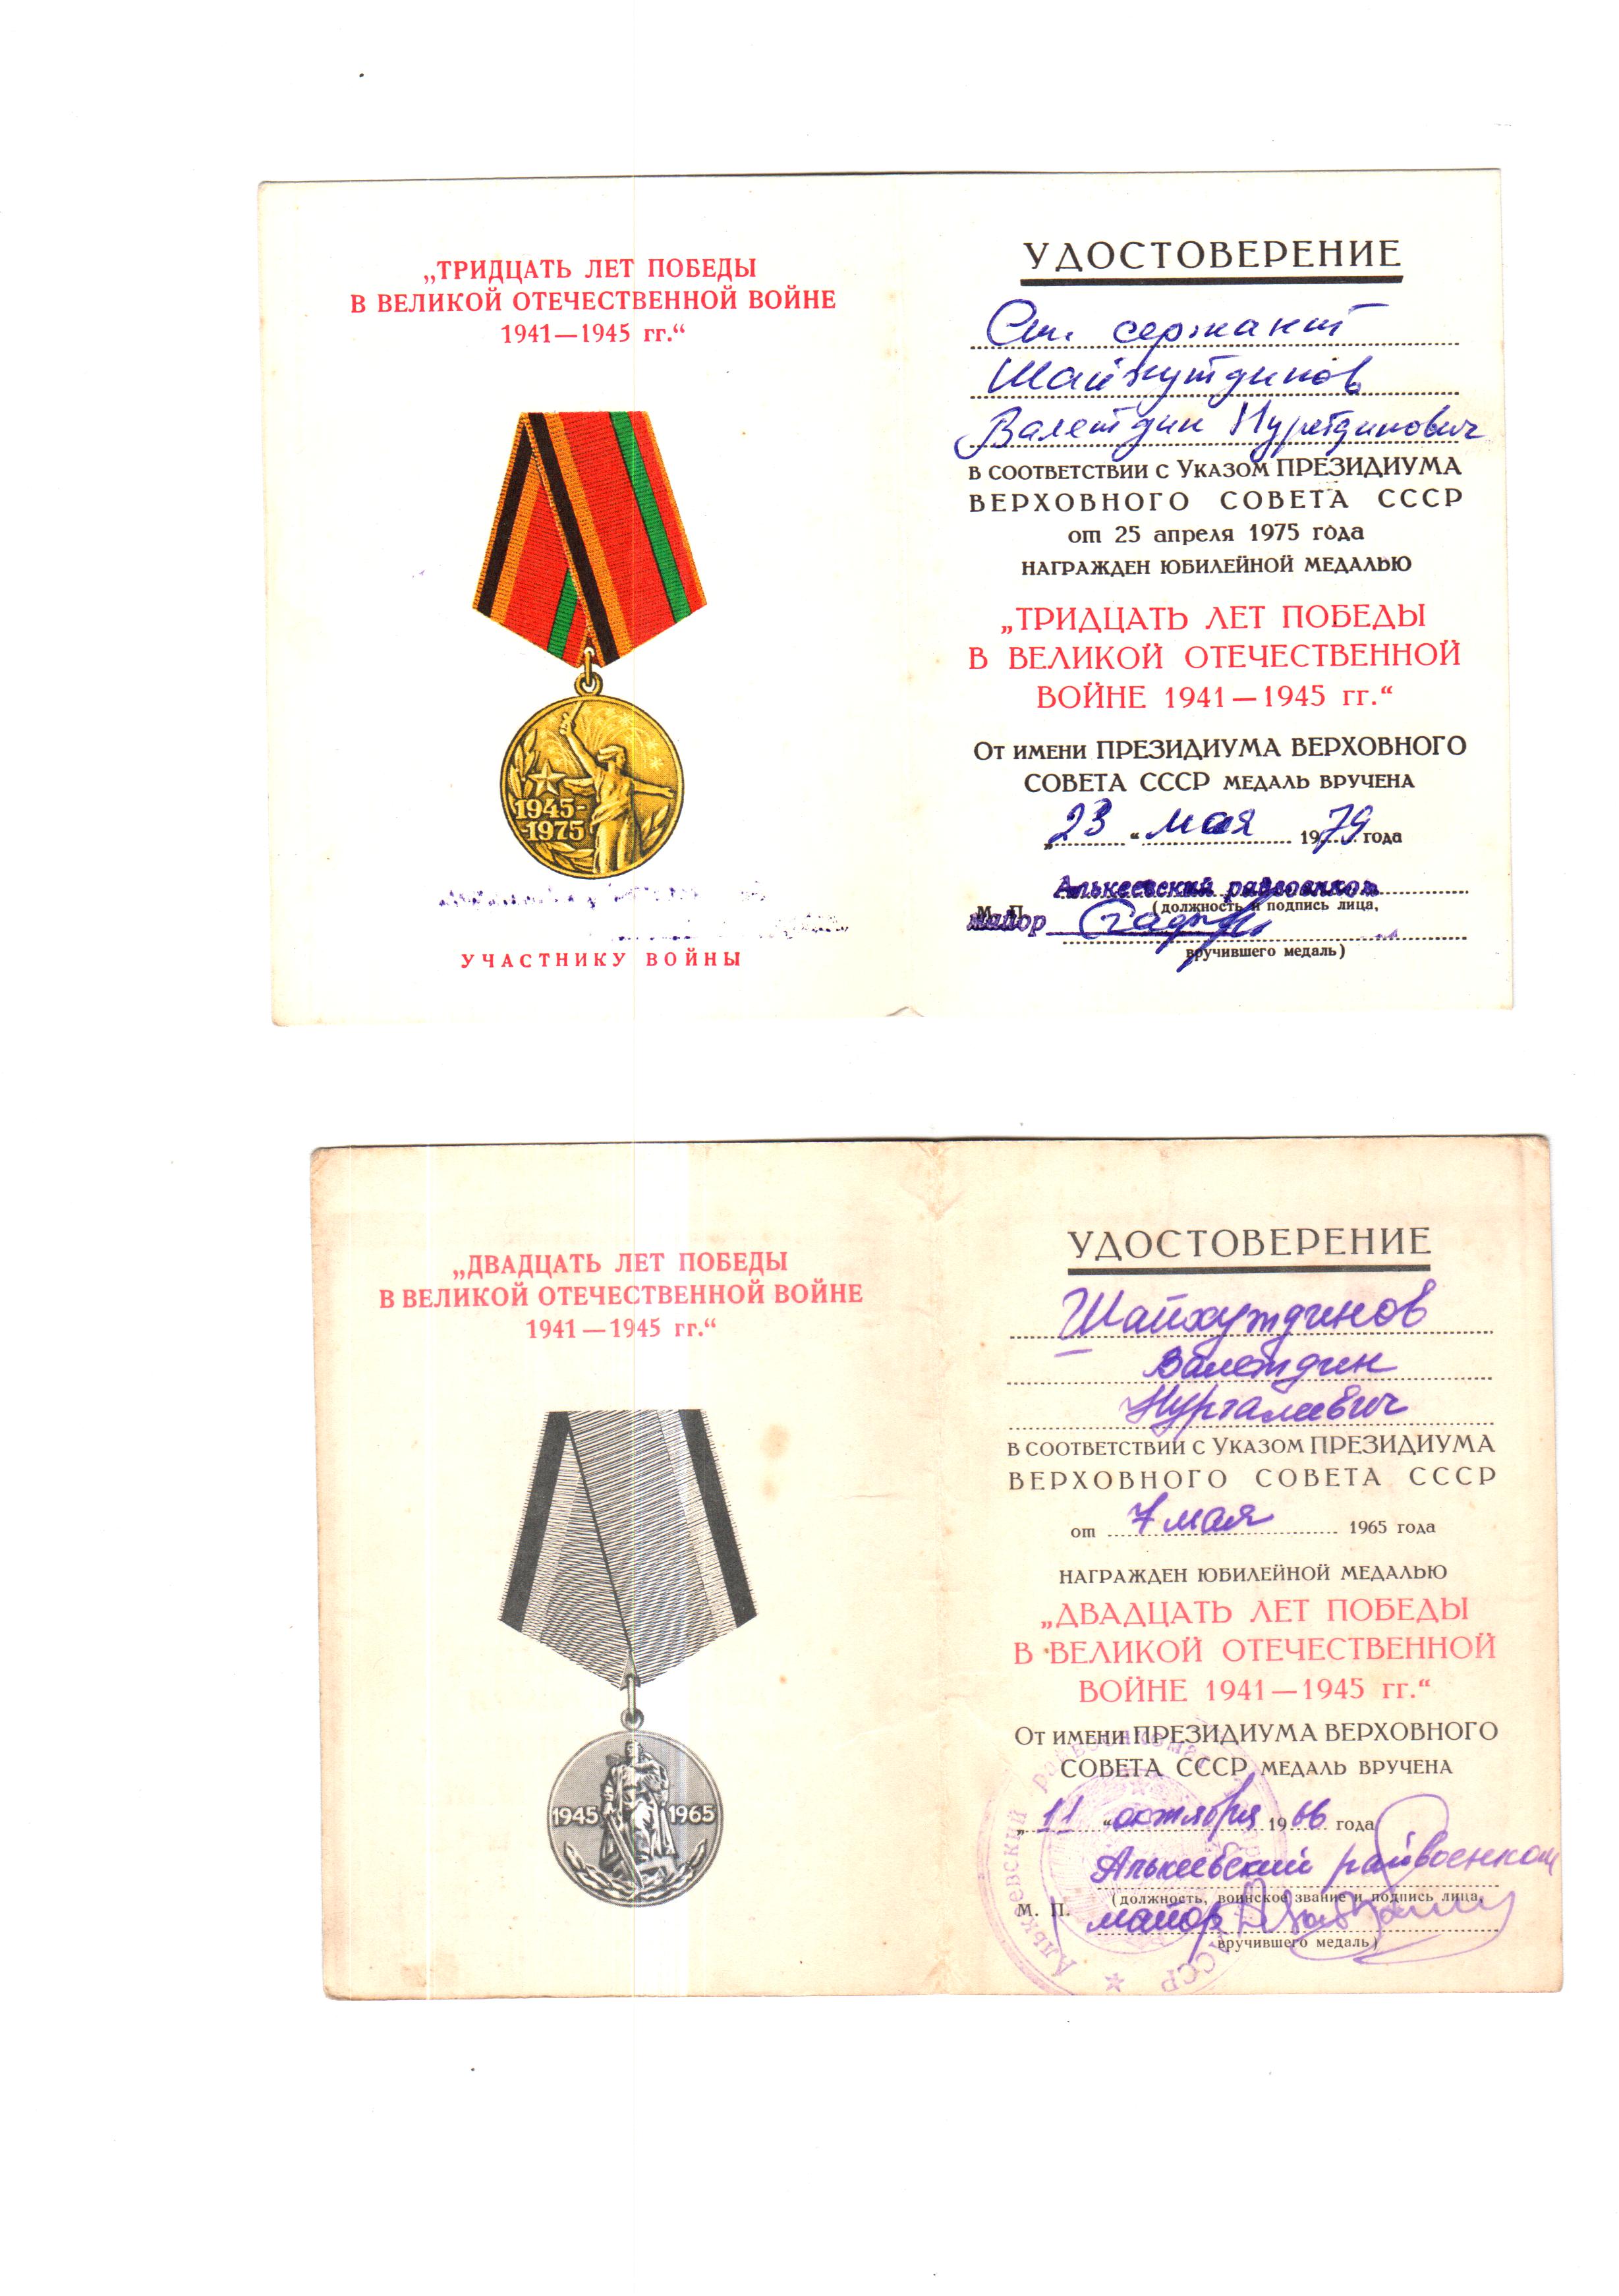 „ТРИДЦАТЬ ЛЕТ ПОБЕДЫ
В ВЕЛИКОЙ ОТЕЧЕСТВЕННОЙ ВОЙНЕ
1941—1945 гг.“
1945-
1975
УЧАСТНИКУ ВОЙНЫ
УДОСТОВЕРЕНИЕ
Ст. сержант
Шайхутдинов
Валетдин Нуретдинович
В СООТВЕТСТВИИ С УКАЗОМ ПРЕЗИДИУМА
ВЕРХОВНОГО СОВЕТА СССР
от 25 апреля 1975 года
НАГРАЖДЕН ЮБИЛЕЙНОЙ МЕДАЛЬЮ
„ТРИДЦАТЬ ЛЕТ ПОБЕДЫ
В ВЕЛИКОЙ ОТЕЧЕСТВЕННОЙ
ВОЙНЕ 1941—1945 гг.“
От имени ПРЕЗИДИУМА ВЕРХОВНОГО
СОВЕТА СССР МЕДАЛЬ ВРУЧЕНА
„23“ мая 1979 года
Алькеевский райвоенком
М. П. (должность и подпись лица,
майор
вручившего медаль)
„ДВАДЦАТЬ ЛЕТ ПОБЕДЫ
В ВЕЛИКОЙ ОТЕЧЕСТВЕННОЙ ВОЙНЕ
1941—1945 гг.“
1945 1965
УДОСТОВЕРЕНИЕ
Шайхутдинов
Валетдин
Нургалиевич
В СООТВЕТСТВИИ С УКАЗОМ ПРЕЗИДИУМА
ВЕРХОВНОГО СОВЕТА СССР
от 7 мая 1965 года
НАГРАЖДЕН ЮБИЛЕЙНОЙ МЕДАЛЬЮ
„ДВАДЦАТЬ ЛЕТ ПОБЕДЫ
В ВЕЛИКОЙ ОТЕЧЕСТВЕННОЙ
ВОЙНЕ 1941—1945 гг.“
От имени ПРЕЗИДИУМА ВЕРХОВНОГО
СОВЕТА СССР МЕДАЛЬ ВРУЧЕНА
„11“ октября 1966 года
Алькеевский райвоенком
(должность, воинское звание и подпись лица,
М. П. майор
вручившего медаль)
Алькеевский райвоенкомат
АССР